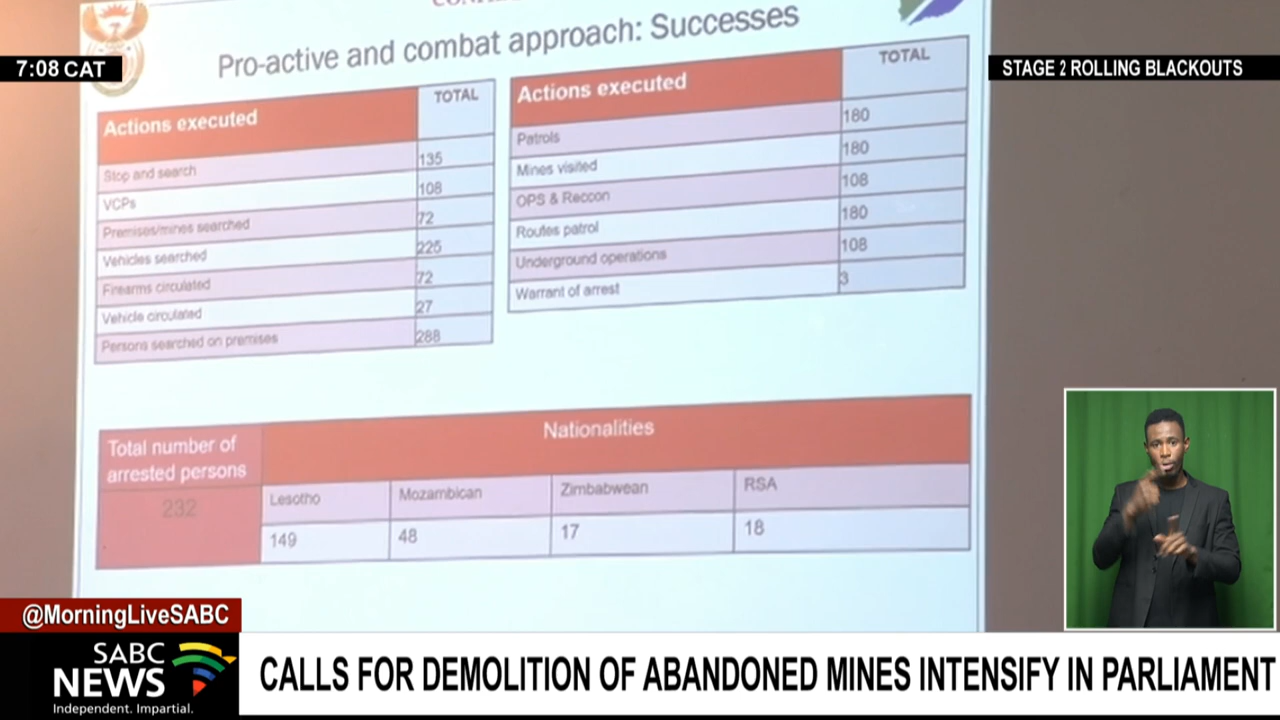 Pro-active and combat approach: Successes
7:08 CAT
STAGE 2 ROLLING BLACKOUTS
Actions executed TOTAL
Stop and search 135
VCPs 108
Premises/mines searched 72
Vehicles searched 225
Firearms circulated 72
Vehicle circulated 27
Persons searched on premises 288
Actions executed TOTAL
Patrols 180
Mines visited 180
OPS & Reccon 108
Routes patrol 180
Underground operations 108
Warrant of arrest 3
Total number of
arrested persons
232
Nationalities
Lesotho Mozambican Zimbabwean RSA
149 48 17 18
@MorningLiveSABC
SABC
NEWS
Independent. Impartial.
CALLS FOR DEMOLITION OF ABANDONED MINES INTENSIFY IN PARLIAMENT